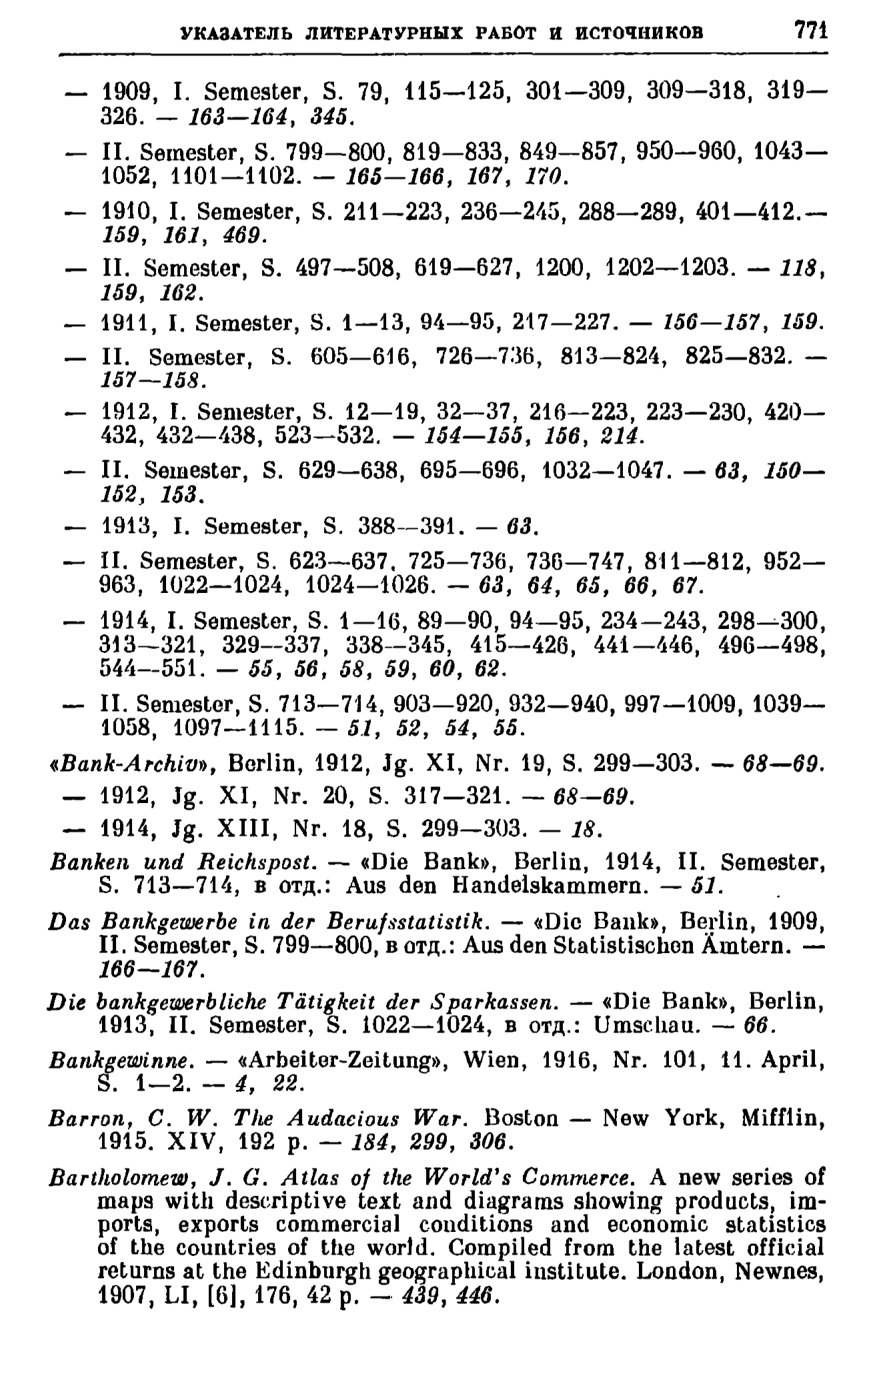 УКАЗАТЕЛЬ ЛИТЕРАТУРНЫХ РАБОТ И ИСТОЧНИКОВ 771
— 1909, I. Semester, S. 79, 115—125, 301—309, 309—318, 319—
326. — 163—164, 345.
— II. Semester, S. 799—800, 819—833, 849—857, 950—960, 1043—
1052, 1101—1102. — 165—166, 167, 170.
— 1910, I. Semester, S. 211—223, 236—245, 288—289, 401—412.—
159, 161, 469.
— II. Semester, S. 497—508, 619—627, 1200, 1202—1203. — 118,
159, 162.
— 1911, I. Semester, S. 1—13, 94—95, 217—227. — 156—157, 159.
— II. Semester, S. 605—616, 726—736, 813—824, 825—832. —
157—158.
— 1912, I. Semester, S. 12—19, 32—37, 216—223, 223—230, 420—
432, 432—438, 523—532. — 154—155, 156, 214.
— II. Semester, S. 629—638, 695—696, 1032—1047. — 63, 150—
152, 153.
— 1913, I. Semester, S. 388—391. — 63.
— II. Semester, S. 623—637, 725—736, 736—747, 811—812, 952—
963, 1022—1024, 1024—1026. — 63, 64, 65, 66, 67.
— 1914, I. Semester, S. 1—16, 89—90, 94—95, 234—243, 298—300,
313—321, 329—337, 338—345, 415—426, 441—446, 496—498,
544—551. — 55, 56, 58, 59, 60, 62.
— II. Semester, S. 713—714, 903—920, 932—940, 997—1009, 1039—
1058, 1097—1115. — 51, 52, 54, 55.
«Bank-Archiv», Berlin, 1912, Jg. XI, Nr. 19, S. 299—303. — 68—69.
— 1912, Jg. XI, Nr. 20, S. 317—321. — 68—69.
— 1914, Jg. XIII, Nr. 18, S. 299—303. — 18.
Banken und Reichspost. — «Die Bank», Berlin, 1914, II. Semester,
S. 713—714, в отд.: Aus den Handelskammern. — 51.
Das Bankgewerbe in der Berufsstatistik. — «Die Bank», Berlin, 1909,
II. Semester, S. 799—800, в отд.: Aus den Statistischen Ämtern. —
166—167.
Die bankgewerbliche Tätigkeit der Sparkassen. — «Die Bank», Berlin,
1913, II. Semester, S. 1022—1024, в отд.: Umschau. — 66.
Bankgewinne. — «Arbeiter-Zeitung», Wien, 1916, Nr. 101, 11. April,
S. 1—2. — 4, 22.
Barron, C. W. The Audacious War. Boston — New York, Mifflin,
1915. XIV, 192 p. — 184, 299, 306.
Bartholomew, J. G. Atlas of the World's Commerce. A new series of
maps with descriptive text and diagrams showing products, im-
ports, exports commercial conditions and economic statistics
of the countries of the world. Compiled from the latest official
returns at the Edinburgh geographical institute. London, Newnes,
1907, LI, [6], 176, 42 p. — 439, 446.